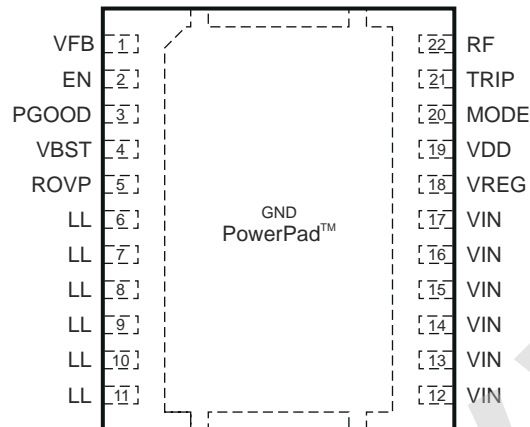 VFB 1 22 RF
EN 2 21 TRIP
PGOOD 3 20 MODE
VBST 4 19 VDD
ROVP 5 18 VREG
LL 6 17 VIN
GND
PowerPad™
LL 7 16 VIN
LL 8 15 VIN
LL 9 14 VIN
LL 10 13 VIN
LL 11 12 VIN